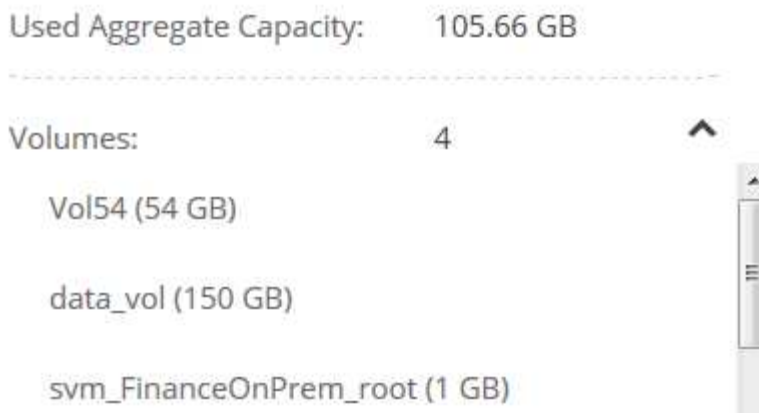 Used Aggregate Capacity: 105.66 GB
Volumes: 4
Vol54 (54 GB)
data_vol (150 GB)
svm_FinanceOnPrem_root (1 GB)